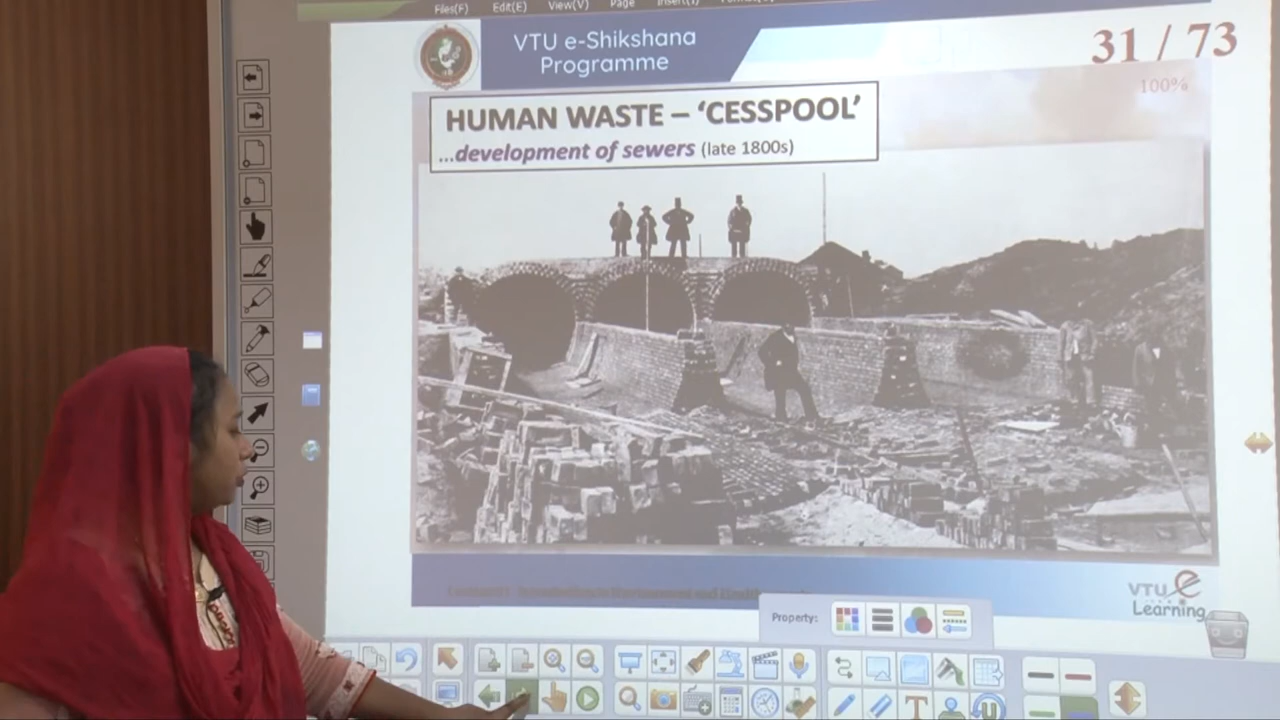 Files(F) Edit(E) View(V) Page Insert(I)
VTU e-Shikshana
Programme
31 / 73
100%
HUMAN WASTE – ‘CESSPOOL’
...development of sewers (late 1800s)
Property:
VTU e
Learning